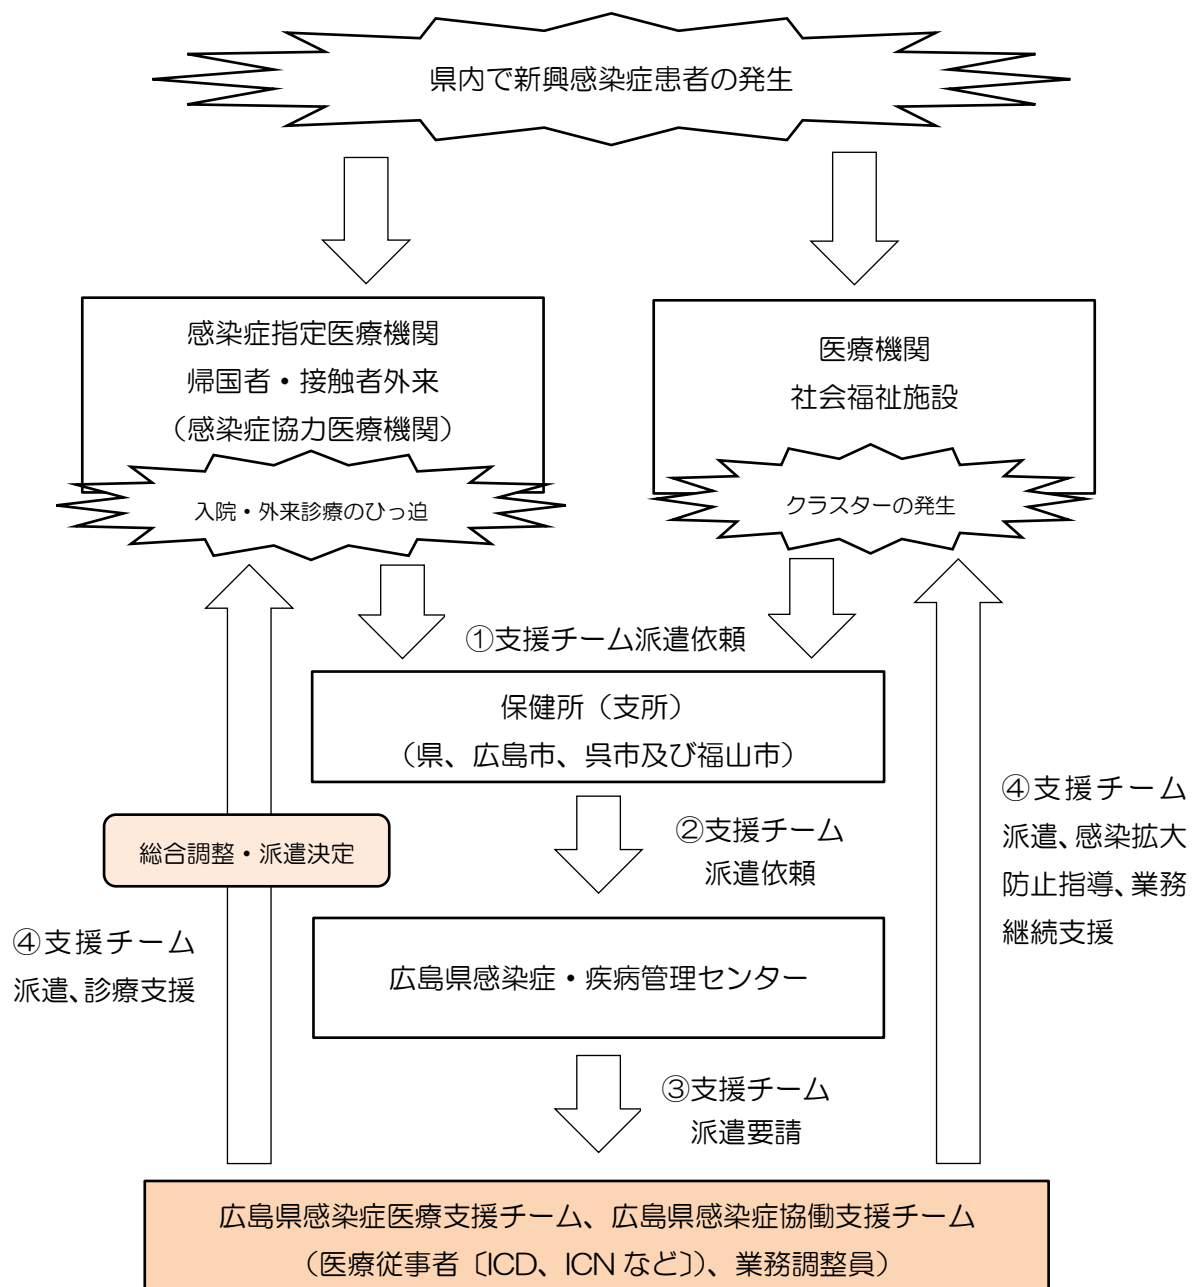 県内で新興感染症患者の発生
感染症指定医療機関
帰国者・接触者外来
（感染症協力医療機関）
入院・外来診療のひっ迫
医療機関
社会福祉施設
クラスターの発生
①支援チーム派遣依頼
保健所（支所）
（県、広島市、呉市及び福山市）
②支援チーム
派遣依頼
総合調整・派遣決定
④支援チーム
派遣、診療支援
④支援チーム
派遣、感染拡大
防止指導、業務
継続支援
広島県感染症・疾病管理センター
③支援チーム
派遣要請
広島県感染症医療支援チーム、広島県感染症協働支援チーム
（医療従事者〔ICD、ICN など〕）、業務調整員）